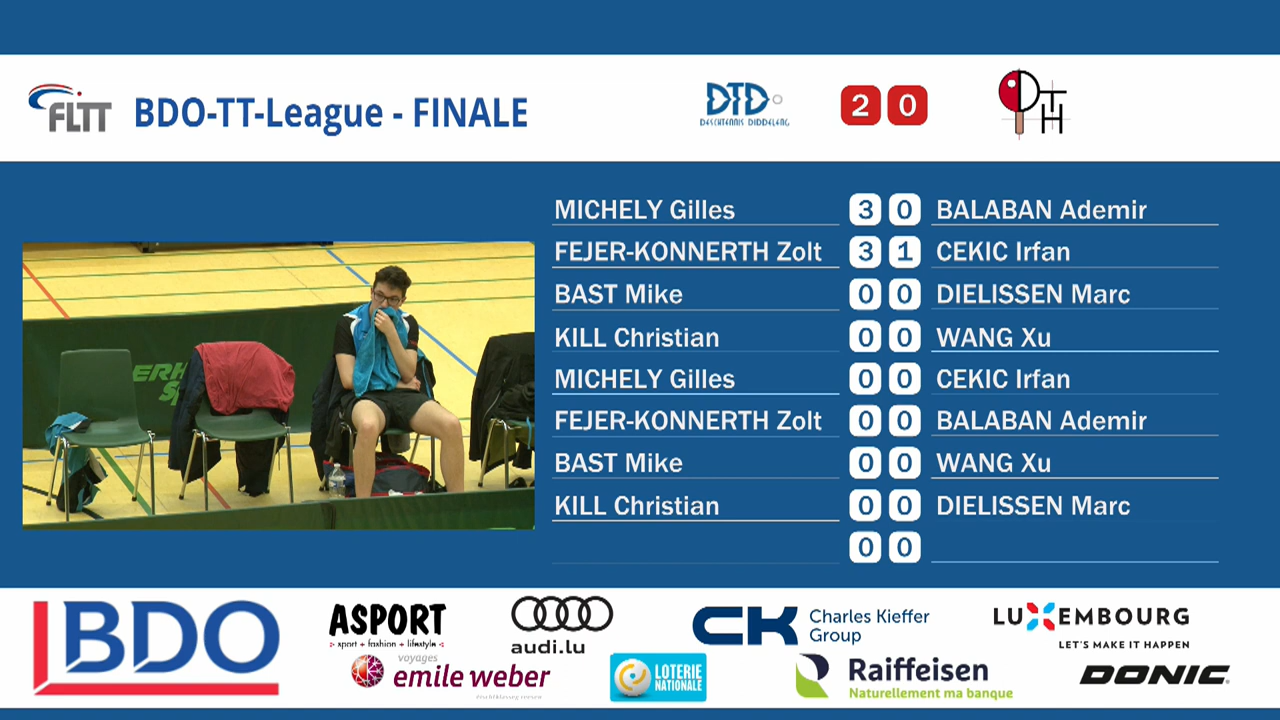 FLTT
BDO-TT-League - FINALE
DTD
DESCHTENNIS DIDDELENG
2 0
DTH
MICHELY Gilles 3 0 BALABAN Ademir
FEJER-KONNERTH Zolt 3 1 CEKIC Irfan
BAST Mike 0 0 DIELISSEN Marc
KILL Christian 0 0 WANG Xu
MICHELY Gilles 0 0 CEKIC Irfan
FEJER-KONNERTH Zolt 0 0 BALABAN Ademir
BAST Mike 0 0 WANG Xu
KILL Christian 0 0 DIELISSEN Marc
0 0
BDO
ASPORT
sport + fashion + lifestyle
audi.lu
CK Charles Kieffer
Group
LUXEMBOURG
LET'S MAKE IT HAPPEN
voyages
emile weber
LOTERIE
NATIONALE
Raiffeisen
Naturellement ma banque
DONIC